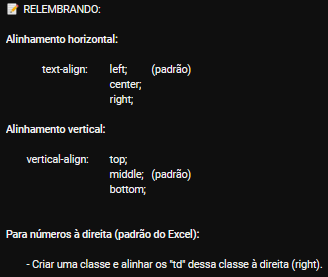 📝 RELEMBRANDO:
Alinhamento horizontal:
text-align: left; (padrão)
center;
right;
Alinhamento vertical:
vertical-align: top;
middle; (padrão)
bottom;
Para números à direita (padrão do Excel):
- Criar uma classe e alinhar os "td" dessa classe à direita (right).